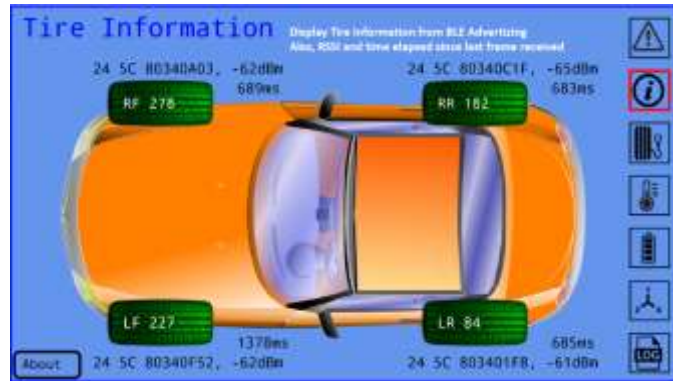 Tire Information
Display Tire Information from BLE Advertizing
Also, RSSI and time elapsed since last frame received
24 5C 80340A03, -62dBm
689ms
24 5C 80340C1F, -65dBm
683ms
RF 278
RR 182
LF 227
LR 84
1378ms
24 5C 80340F52, -62dBm
685ms
24 5C 803401F8, -61dBm
About
LOG